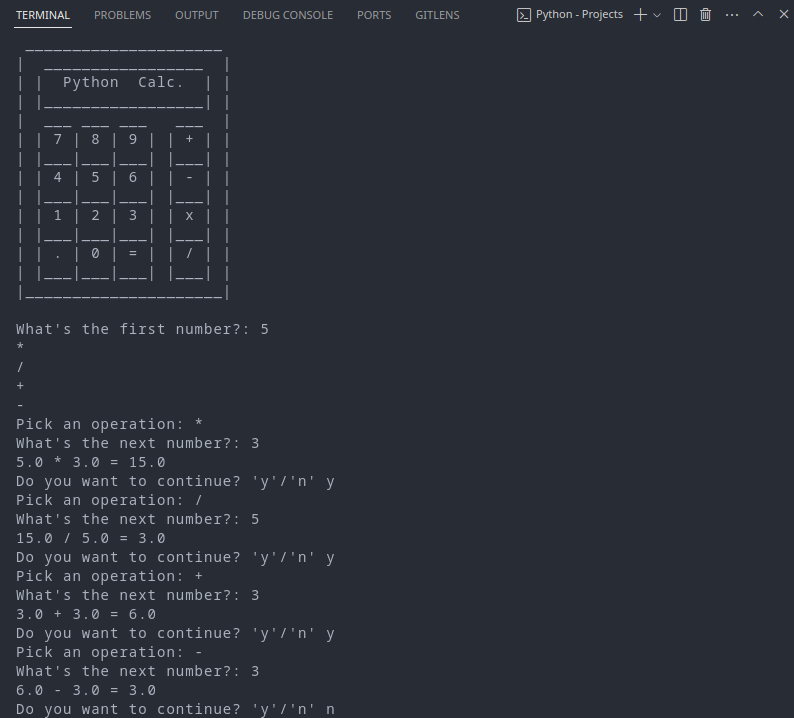 TERMINAL PROBLEMS OUTPUT DEBUG CONSOLE PORTS GITLENS Python - Projects
 _____________________
|  _________________  |
| |  Python  Calc.  | |
| |_________________| |
|  ___ ___ ___   ___  |
| | 7 | 8 | 9 | | + | |
| |___|___|___| |___| |
| | 4 | 5 | 6 | | - | |
| |___|___|___| |___| |
| | 1 | 2 | 3 | | x | |
| |___|___|___| |___| |
| | . | 0 | = | | / | |
| |___|___|___| |___| |
|_____________________|
What's the first number?: 5
*
/
+
-
Pick an operation: *
What's the next number?: 3
5.0 * 3.0 = 15.0
Do you want to continue? 'y'/'n' y
Pick an operation: /
What's the next number?: 5
15.0 / 5.0 = 3.0
Do you want to continue? 'y'/'n' y
Pick an operation: +
What's the next number?: 3
3.0 + 3.0 = 6.0
Do you want to continue? 'y'/'n' y
Pick an operation: -
What's the next number?: 3
6.0 - 3.0 = 3.0
Do you want to continue? 'y'/'n' n